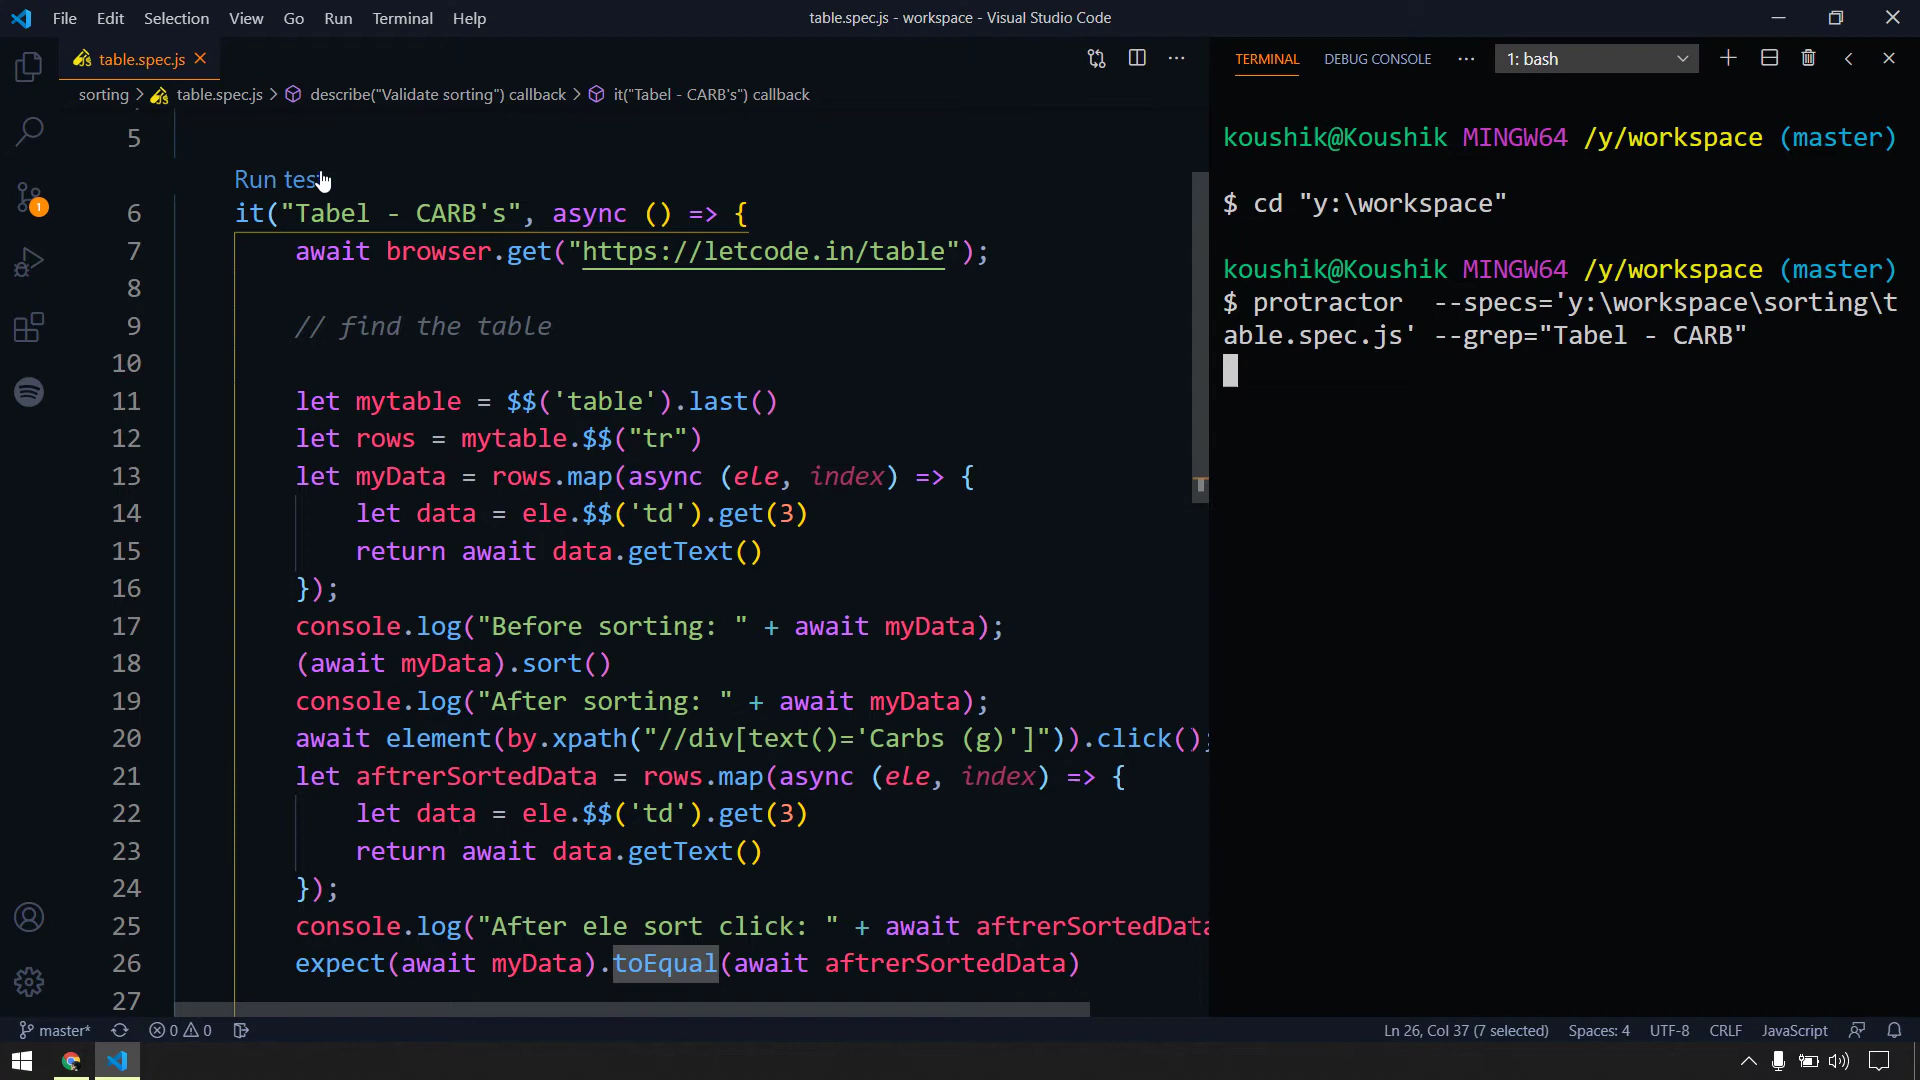 File Edit Selection View Go Run Terminal Help
table.spec.js - workspace - Visual Studio Code
table.spec.js
TERMINAL DEBUG CONSOLE
1: bash
sorting > table.spec.js > describe("Validate sorting") callback > it("Tabel - CARB's") callback
5
Run test
6 it("Tabel - CARB's", async () => {
7 await browser.get("https://letcode.in/table");
8
9 // find the table
10
11 let mytable = $$('table').last()
12 let rows = mytable.$$("tr")
13 let myData = rows.map(async (ele, index) => {
14 let data = ele.$$('td').get(3)
15 return await data.getText()
16 });
17 console.log("Before sorting: " + await myData);
18 (await myData).sort()
19 console.log("After sorting: " + await myData);
20 await element(by.xpath("//div[text()='Carbs (g)']")).click();
21 let aftrerSortedData = rows.map(async (ele, index) => {
22 let data = ele.$$('td').get(3)
23 return await data.getText()
24 });
25 console.log("After ele sort click: " + await aftrerSortedData
26 expect(await myData).toEqual(await aftrerSortedData)
27
koushik@Koushik MINGW64 /y/workspace (master)
$ cd "y:\workspace"
koushik@Koushik MINGW64 /y/workspace (master)
$ protractor  --specs='y:\workspace\sorting\t
able.spec.js' --grep="Tabel - CARB"
1
master* 0 0
Ln 26, Col 37 (7 selected) Spaces: 4 UTF-8 CRLF JavaScript